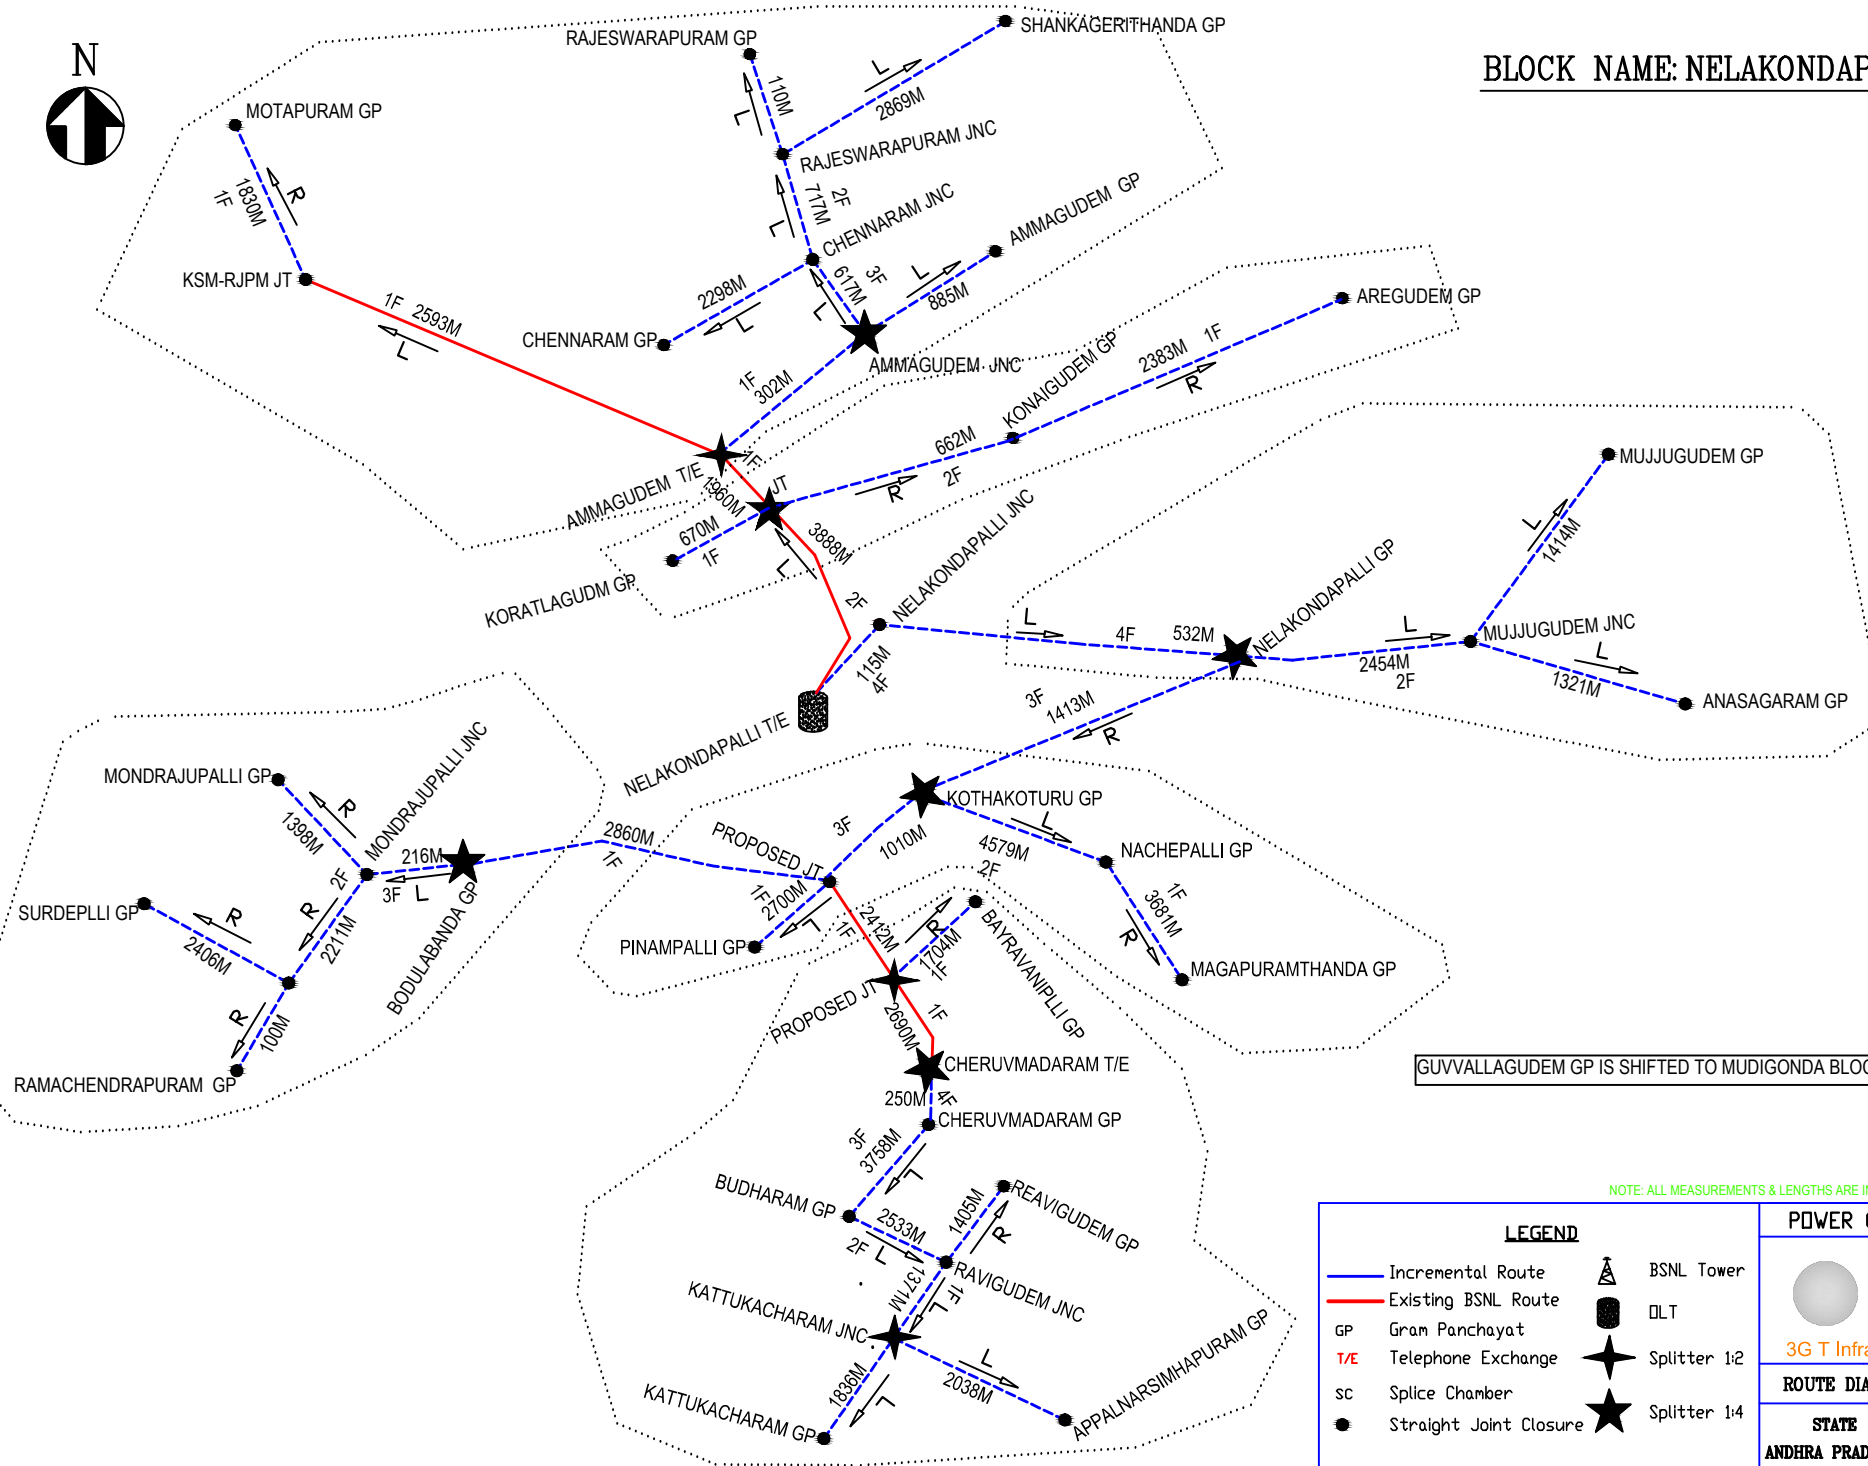 N
BLOCK NAME: NELAKONDAP
RAJESWARAPURAM GP
SHANKAGERITHANDA GP
MOTAPURAM GP
110M
L
L
2869M
RAJESWARAPURAM JNC
R
1830M
1F
2F
717M
L
CHENNARAM JNC
AMMAGUDEM GP
KSM-RJPM JT
2298M
L
617M
3F
L
L
885M
CHENNARAM GP
1F 2593M
L
AMMAGUDEM JNC
AREGUDEM GP
1F
302M
KONAIGUDEM GP
2383M 1F
R
AMMAGUDEM T/E
1F
1960M
JT
662M
R
2F
MUJJUGUDEM GP
670M
1F
3888M
L
KORATLAGUDM GP
2F
NELAKONDAPALLI JNC
L
1414M
115M
4F
L
4F 532M
NELAKONDAPALLI GP
L
2454M
2F
MUJJUGUDEM JNC
L
1321M
ANASAGARAM GP
NELAKONDAPALLI T/E
3F
1413M
R
MONDRAJUPALLI GP
R
1398M
MONDRAJUPALLI JNC
216M
2F
3F L
2860M
1F
PROPOSED JT
3F
1010M
KOTHAKOTURU GP
L
4579M
2F
NACHEPALLI GP
SURDEPLLI GP
R
2406M
R
2211M
BODULABANDA GP
1F
2700M
L
PINAMPALLI GP
1F
2412M
R
1704M
1F
BAYRAVANIPLLI GP
1F
3681M
R
MAGAPURAMTHANDA GP
R
100M
RAMACHENDRAPURAM GP
PROPOSED JT
2690M
1F
CHERUVMADARAM T/E
250M
4F
CHERUVMADARAM GP
GUVVALLAGUDEM GP IS SHIFTED TO MUDIGONDA BLOC
3F
3758M
L
BUDHARAM GP
2533M
2F L
1405M
R
REAVIGUDEM GP
RAVIGUDEM JNC
1371M
1F
L
KATTUKACHARAM JNC
L
2038M
APPALNARSIMHAPURAM GP
1836M
L
KATTUKACHARAM GP
NOTE: ALL MEASUREMENTS & LENGTHS ARE I
LEGEND
Incremental Route
BSNL Tower
Existing BSNL Route
OLT
GP Gram Panchayat
T/E Telephone Exchange
Splitter 1:2
SC Splice Chamber
Straight Joint Closure
Splitter 1:4
POWER
3G T Infra
ROUTE DIA
STATE
ANDHRA PRAD